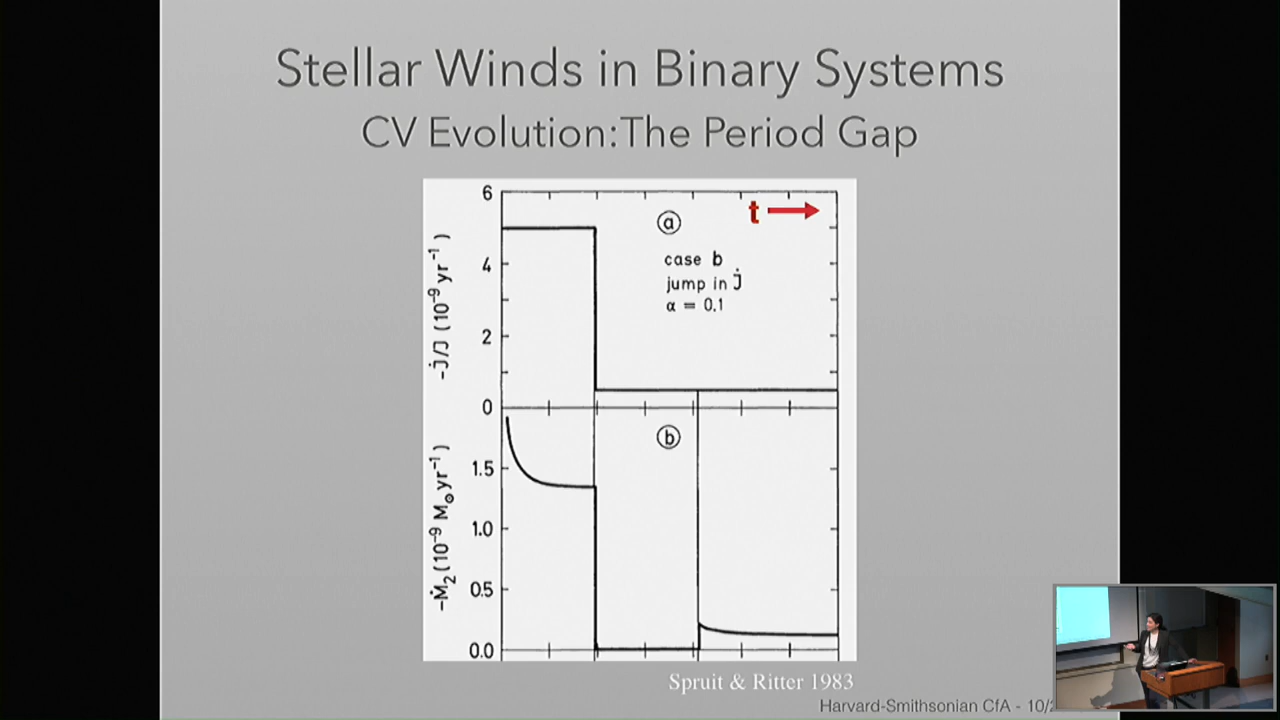 Stellar Winds in Binary Systems
CV Evolution: The Period Gap
6
4
2
0
-J̇/J (10⁻⁹ yr⁻¹)
ⓐ
t
case b
jump in J̇
α = 0.1
ⓑ
1.5
1.0
0.5
0.0
-Ṁ₂ (10⁻⁹ M⊙ yr⁻¹)
Spruit & Ritter 1983
Harvard-Smithsonian CfA - 10/